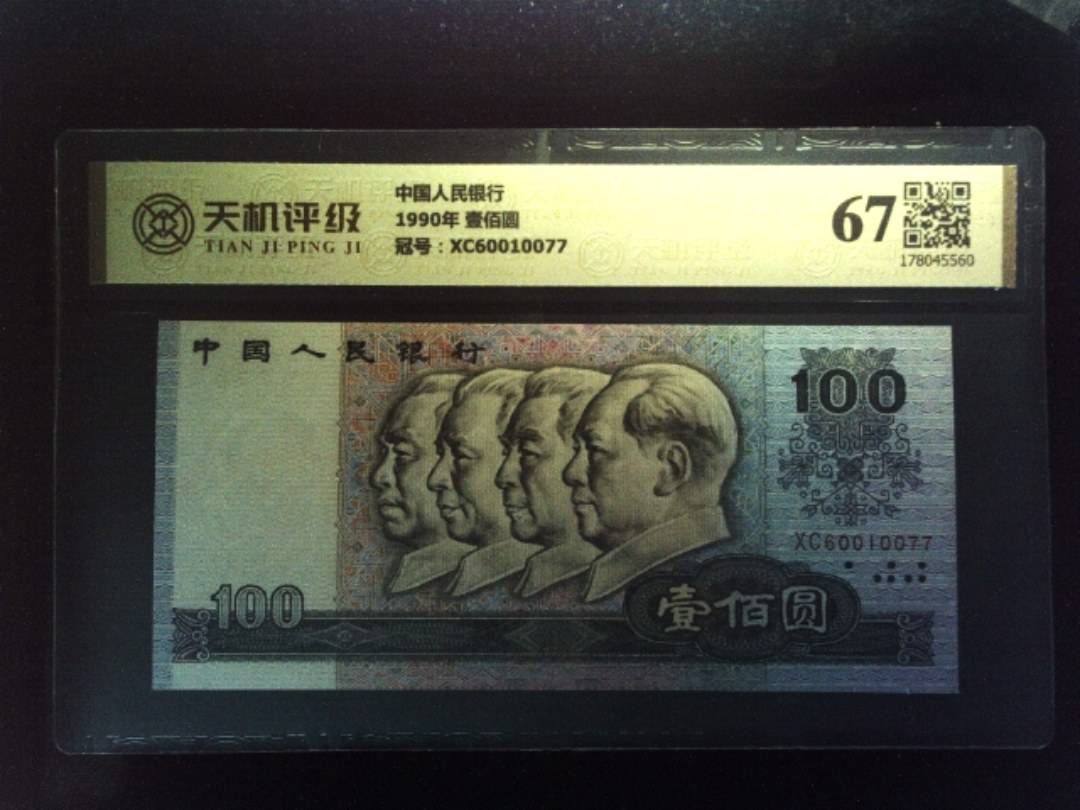 天机评级
TIAN JI PING JI
中国人民银行
1990年 壹佰圆
冠号：XC60010077
67
178045560
中国人民银行
100
XC60010077
100
壹佰圆